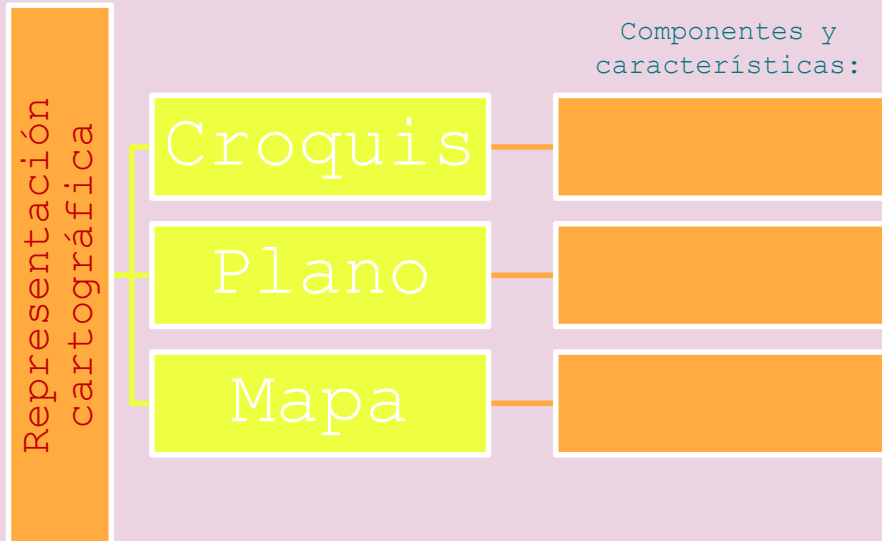 Representación
cartográfica
Componentes y
características:
Croquis
Plano
Mapa